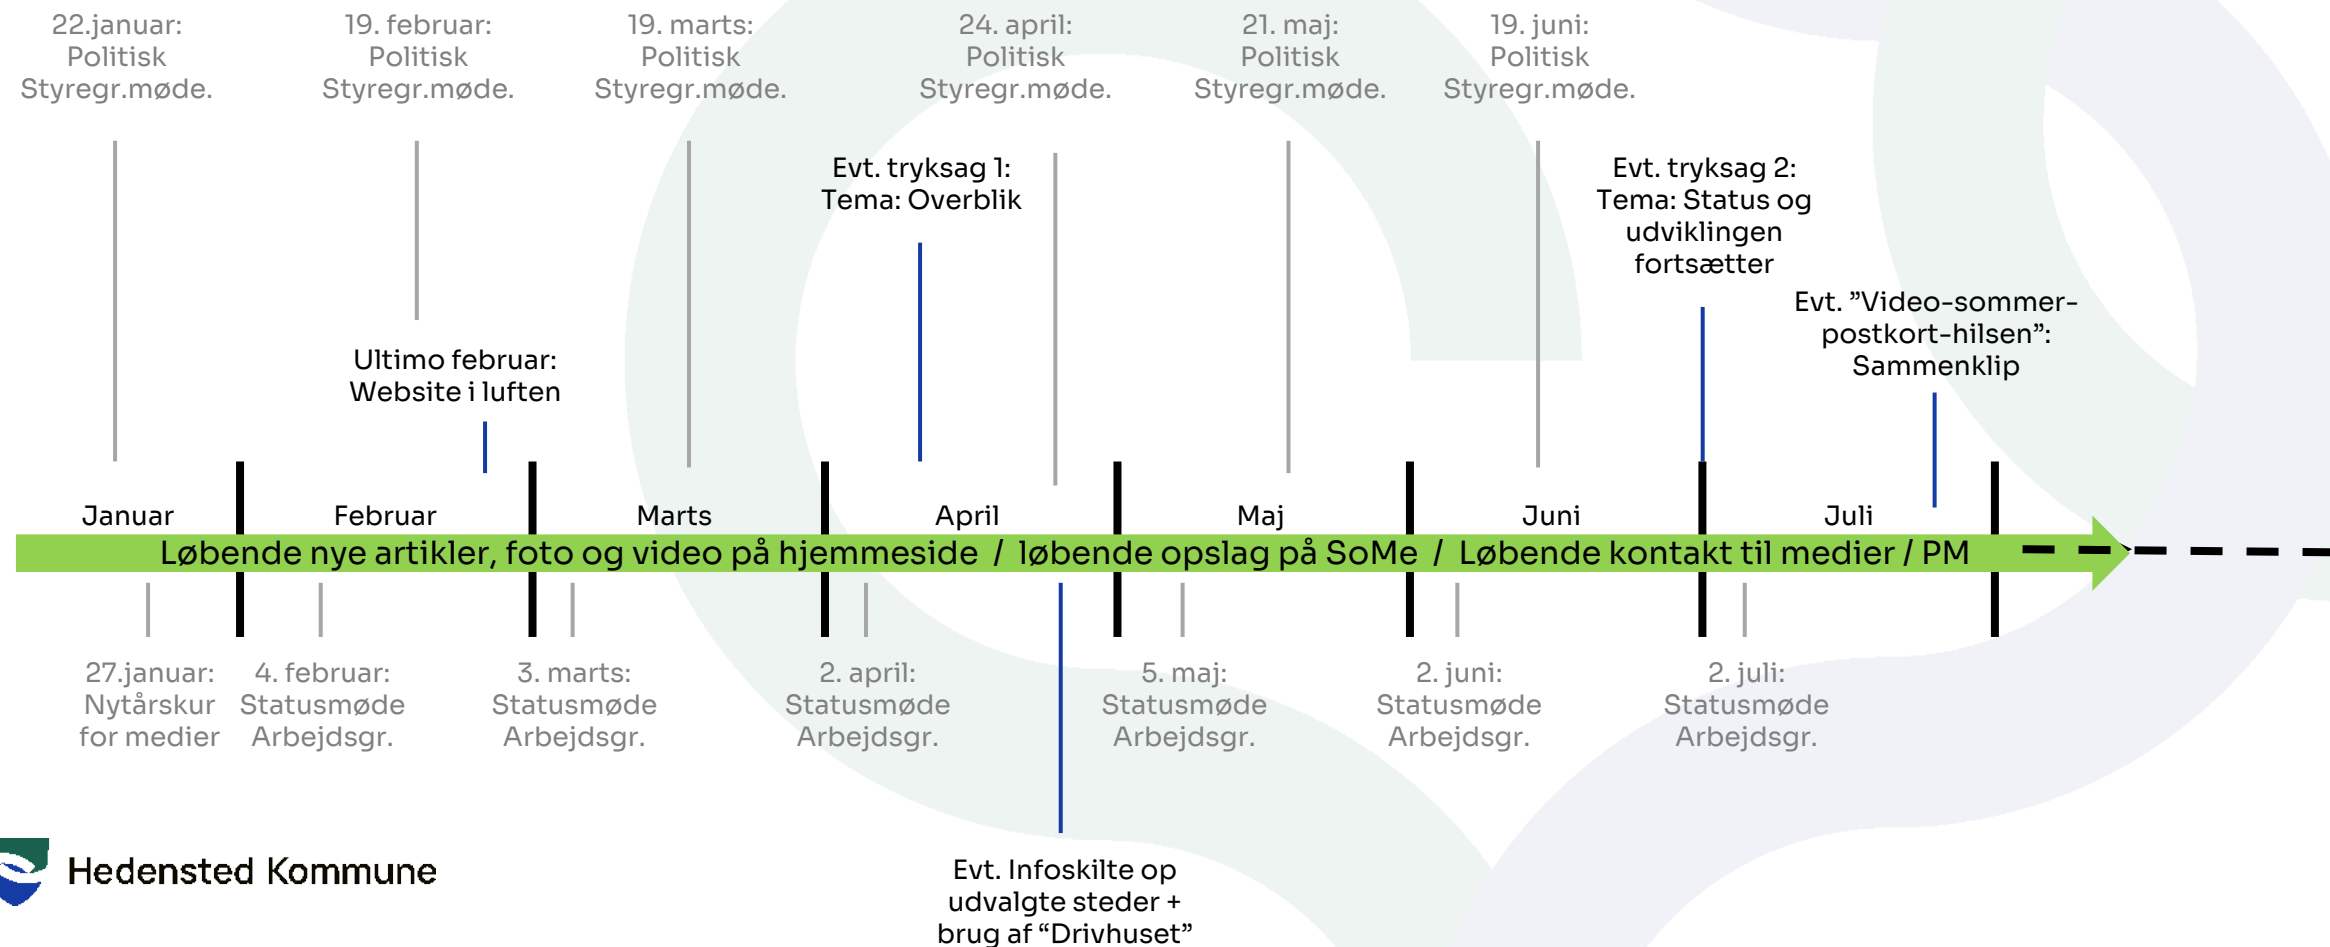 22.januar:
Politisk
Styregr.møde.
19. februar:
Politisk
Styregr.møde.
19. marts:
Politisk
Styregr.møde.
24. april:
Politisk
Styregr.møde.
21. maj:
Politisk
Styregr.møde.
19. juni:
Politisk
Styregr.møde.
Evt. tryksag 1:
Tema: Overblik
Evt. tryksag 2:
Tema: Status og
udviklingen
fortsætter
Evt. ”Video-sommer-
postkort-hilsen”:
Sammenklip
Ultimo februar:
Website i luften
Januar
Februar
Marts
April
Maj
Juni
Juli
Løbende nye artikler, foto og video på hjemmeside / løbende opslag på SoMe / Løbende kontakt til medier / PM
27.januar:
Nytårskur
for medier
4. februar:
Statusmøde
Arbejdsgr.
3. marts:
Statusmøde
Arbejdsgr.
2. april:
Statusmøde
Arbejdsgr.
5. maj:
Statusmøde
Arbejdsgr.
2. juni:
Statusmøde
Arbejdsgr.
2. juli:
Statusmøde
Arbejdsgr.
Evt. Infoskilte op
udvalgte steder +
brug af “Drivhuset”
Hedensted Kommune